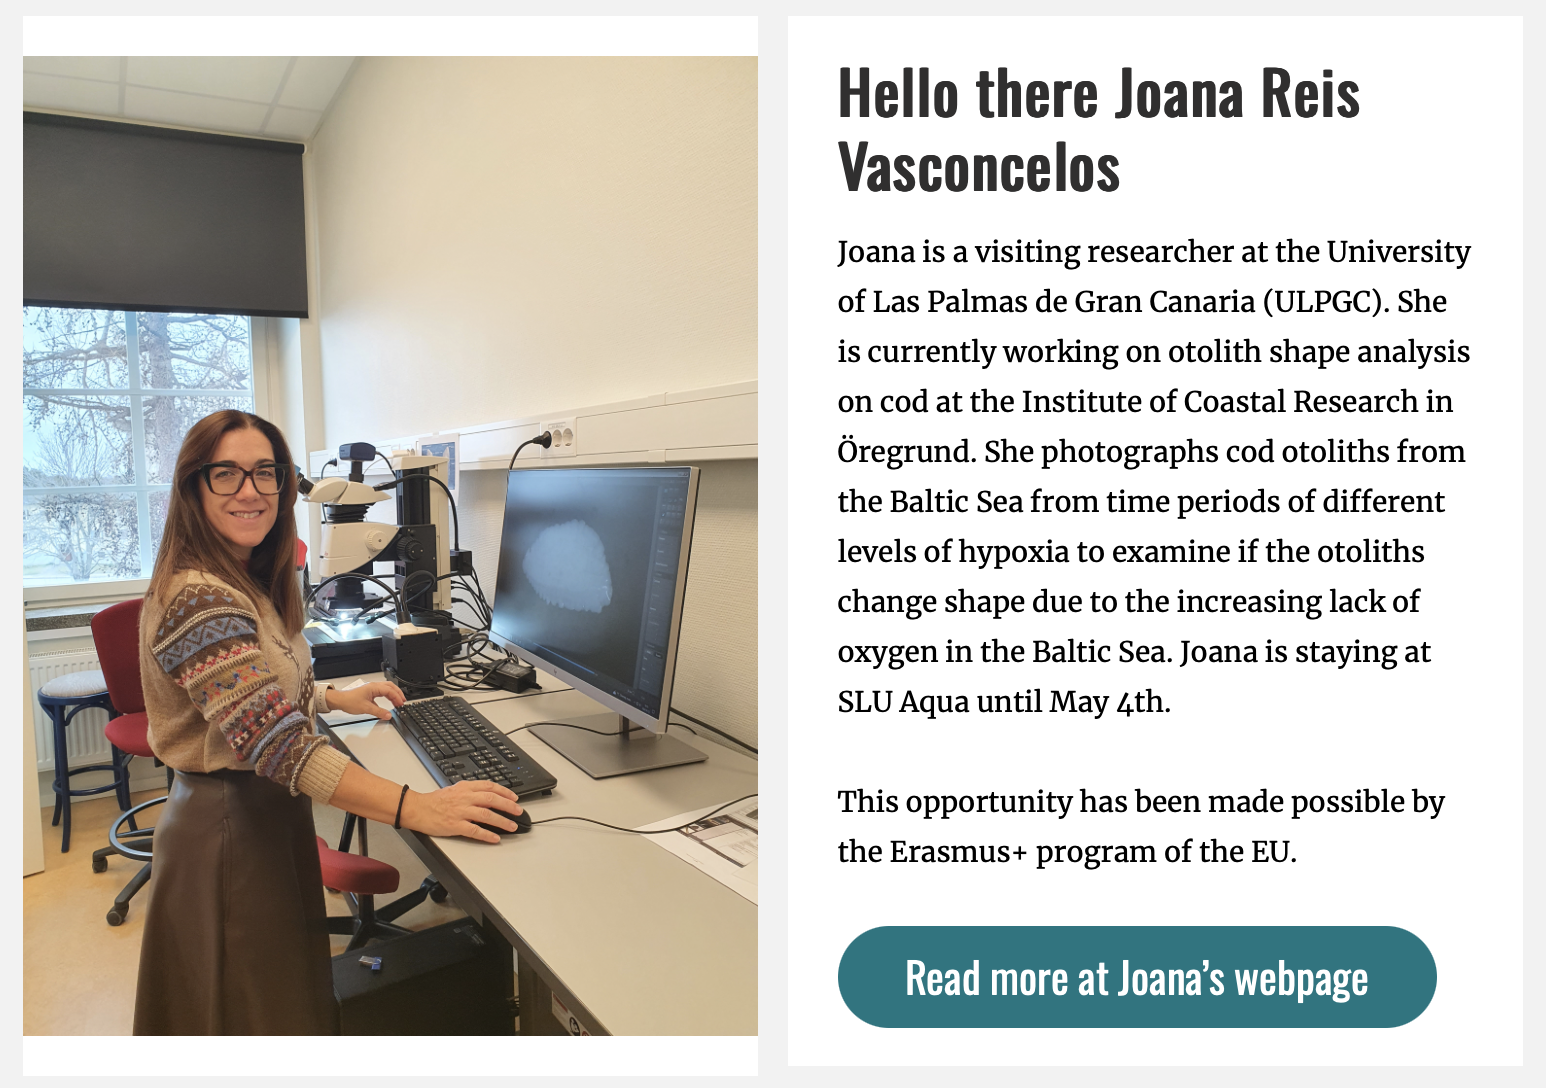 Hello there Joana Reis
Vasconcelos
Joana is a visiting researcher at the University
of Las Palmas de Gran Canaria (ULPGC). She
is currently working on otolith shape analysis
on cod at the Institute of Coastal Research in
Öregrund. She photographs cod otoliths from
the Baltic Sea from time periods of different
levels of hypoxia to examine if the otoliths
change shape due to the increasing lack of
oxygen in the Baltic Sea. Joana is staying at
SLU Aqua until May 4th.
This opportunity has been made possible by
the Erasmus+ program of the EU.
Read more at Joana’s webpage